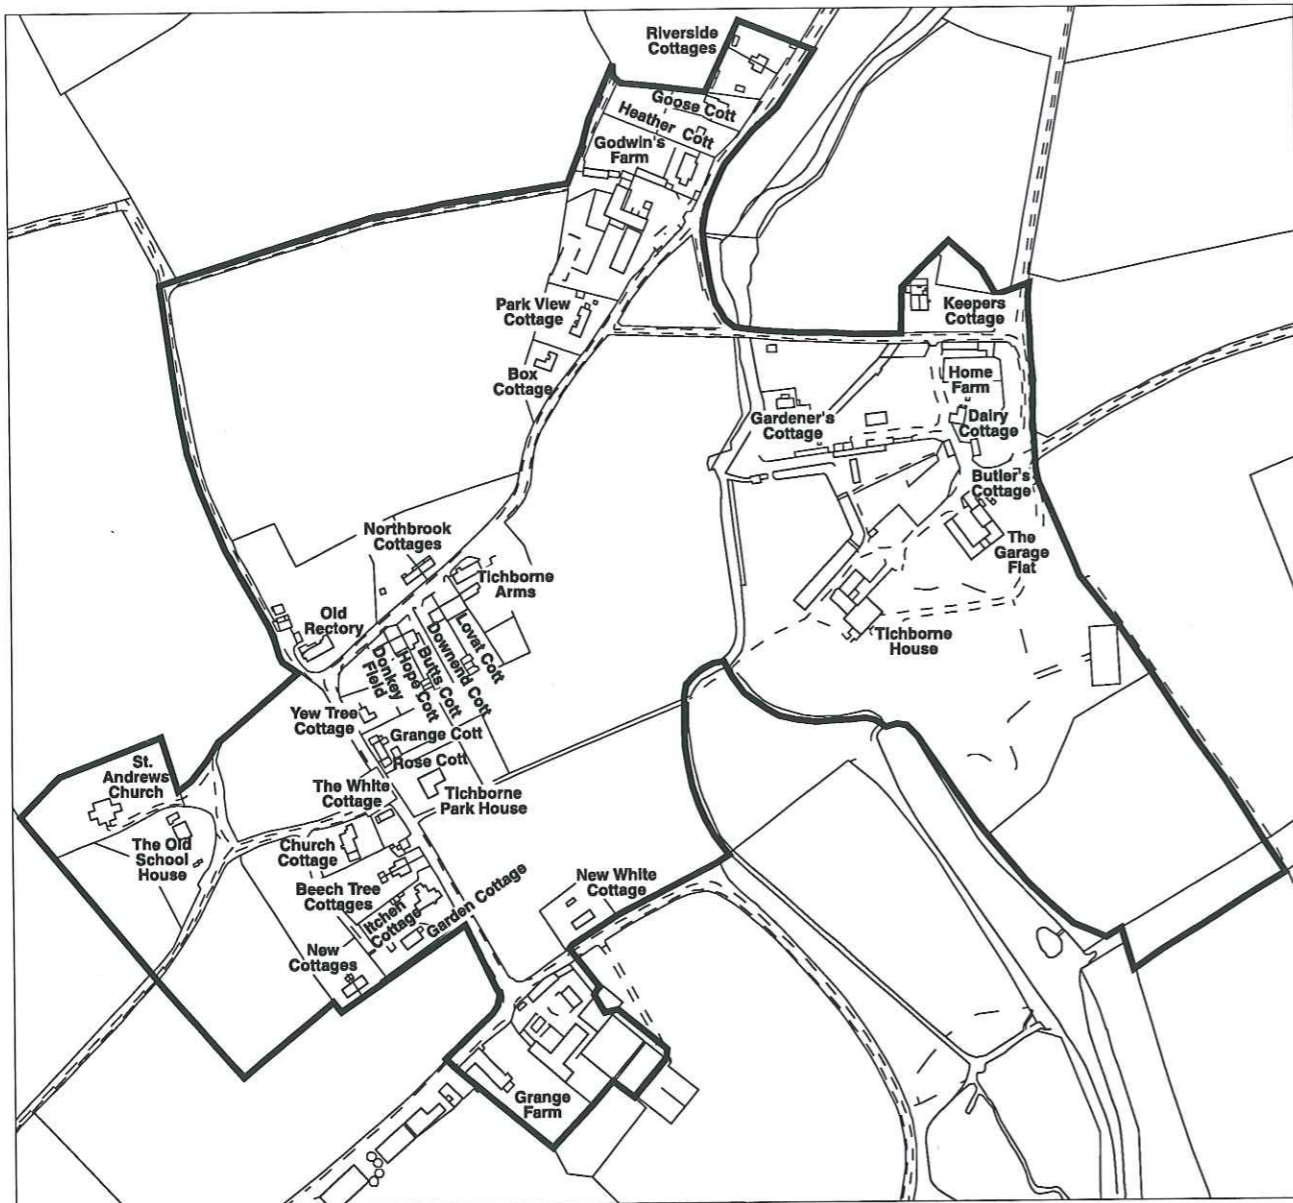 Riverside
Cottages
Goose Cott
Heather Cott
Godwin's
Farm
Park View
Cottage
Keepers
Cottage
Box
Cottage
Home
Farm
Gardener's
Cottage
Dairy
Cottage
Butler's
Cottage
The
Garage
Flat
Northbrook
Cottages
Tichborne
Arms
Old
Rectory
Tichborne
House
Lovat Cott
Downend Cott
Butts Cott
Hope Cott
Donkey
Field
Yew Tree
Cottage
Grange Cott
Rose Cott
St.
Andrews
Church
The White
Cottage
Tichborne
Park House
The Old
School
House
Church
Cottage
Beech Tree
Cottages
Itchen
Cottage
Garden Cottage
New White
Cottage
New
Cottages
Grange
Farm